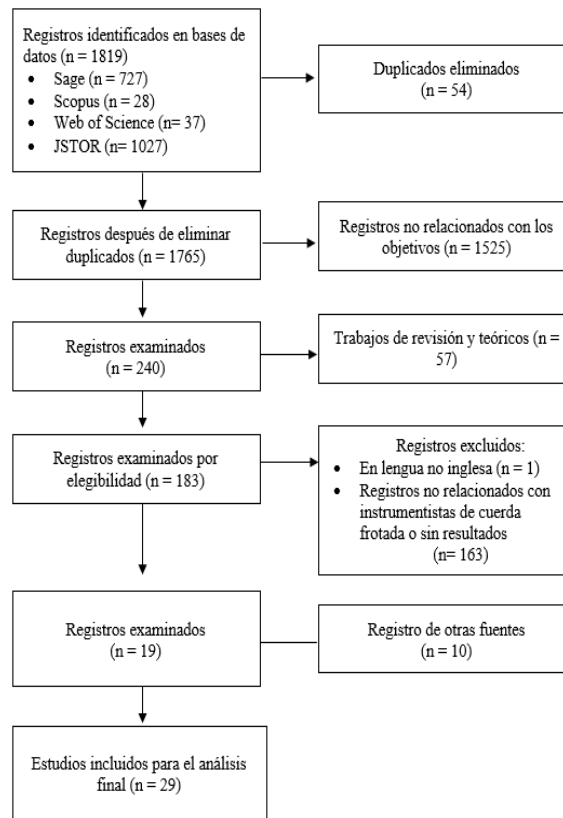 Registros identificados en bases de
datos (n = 1819)
• Sage (n = 727)
• Scopus (n = 28)
• Web of Science (n= 37)
• JSTOR (n= 1027)
Duplicados eliminados
(n = 54)
Registros después de eliminar
duplicados (n = 1765)
Registros no relacionados con los
objetivos (n = 1525)
Registros examinados
(n = 240)
Trabajos de revisión y teóricos (n =
57)
Registros examinados por
elegibilidad (n = 183)
Registros excluidos:
• En lengua no inglesa (n = 1)
• Registros no relacionados con
instrumentistas de cuerda
frotada o sin resultados
(n= 163)
Registros examinados
(n = 19)
Registro de otras fuentes
(n = 10)
Estudios incluidos para el análisis
final (n = 29)